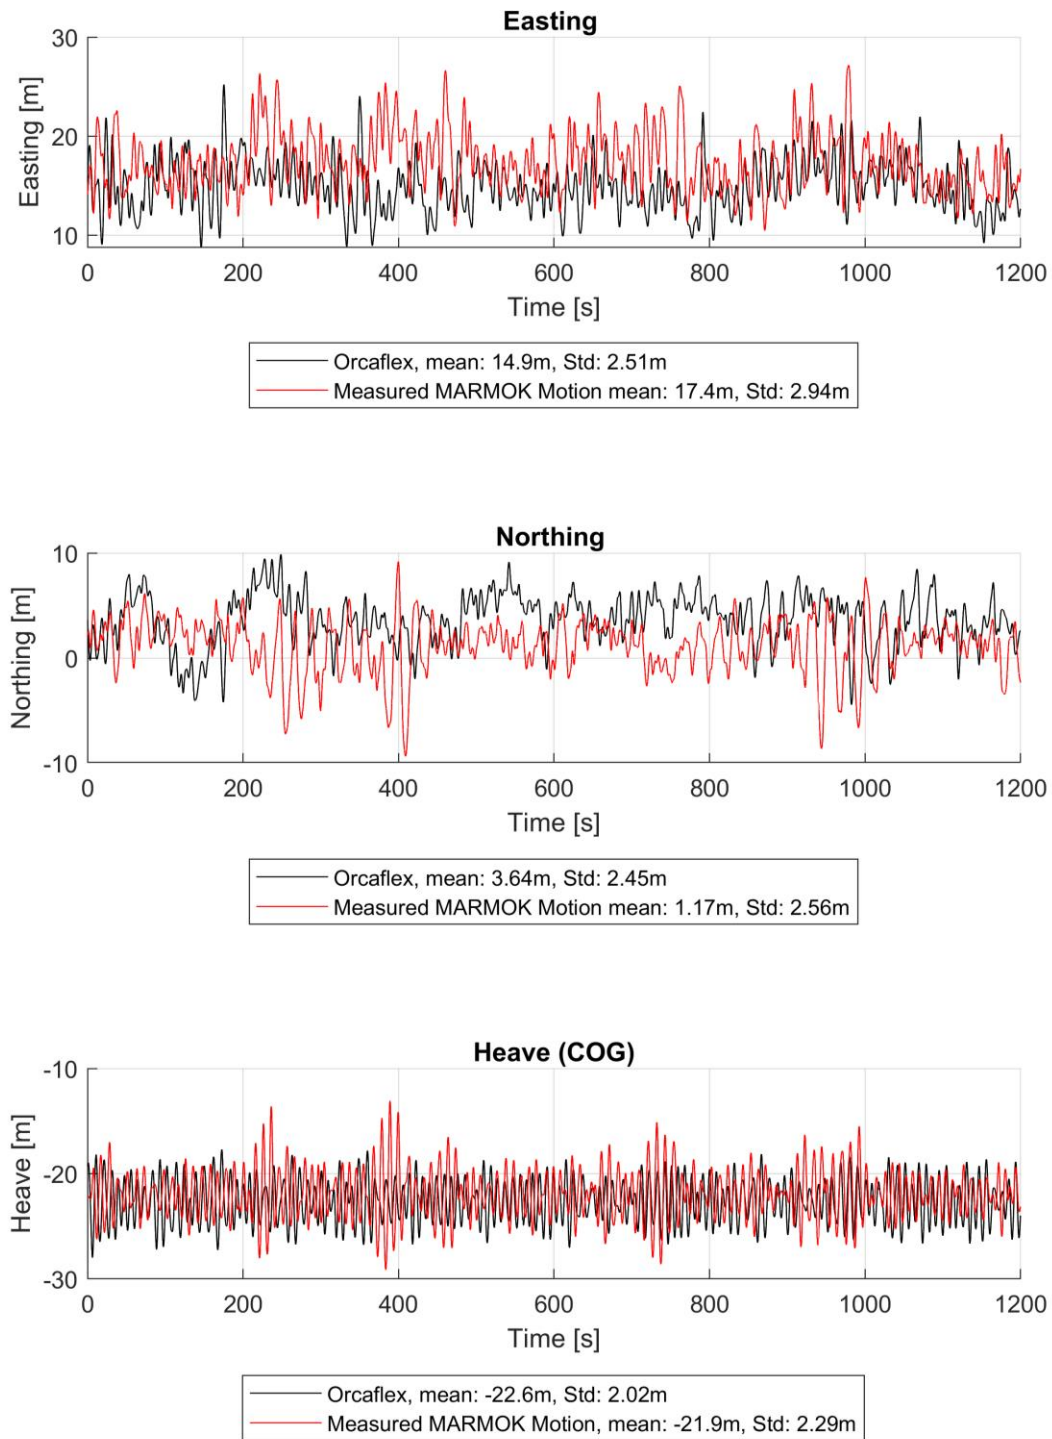 Easting
30
20
10
Easting [m]
0 200 400 600 800 1000 1200
Time [s]
Orcaflex, mean: 14.9m, Std: 2.51m
Measured MARMOK Motion mean: 17.4m, Std: 2.94m
Northing
10
0
-10
Northing [m]
0 200 400 600 800 1000 1200
Time [s]
Orcaflex, mean: 3.64m, Std: 2.45m
Measured MARMOK Motion mean: 1.17m, Std: 2.56m
Heave (COG)
-10
-20
-30
Heave [m]
0 200 400 600 800 1000 1200
Time [s]
Orcaflex, mean: -22.6m, Std: 2.02m
Measured MARMOK Motion, mean: -21.9m, Std: 2.29m